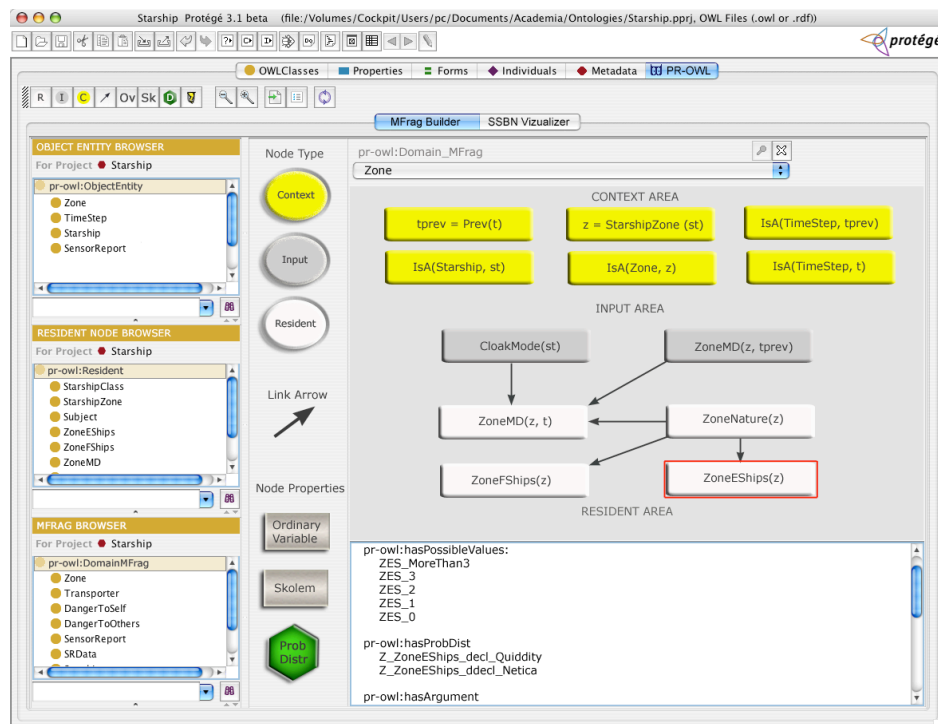 Starship Protégé 3.1 beta (file:/Volumes/Cockpit/Users/pc/Documents/Academia/Ontologies/Starship.pprj, OWL Files (.owl or .rdf))
protégé
OWLClasses Properties Forms Individuals Metadata PR-OWL
R I C Ov Sk D
MFrag Builder SSBN Vizualizer
OBJECT ENTITY BROWSER
For Project Starship
pr-owl:ObjectEntity
Zone
TimeStep
Starship
SensorReport
RESIDENT NODE BROWSER
For Project Starship
pr-owl:Resident
StarshipClass
StarshipZone
Subject
ZoneEShips
ZoneFShips
ZoneMD
MFRAG BROWSER
For Project Starship
pr-owl:DomainMFrag
Zone
Transporter
DangerToSelf
DangerToOthers
SensorReport
SRData
Node Type
Context
Input
Resident
Link Arrow
Node Properties
Ordinary
Variable
Skolem
Prob
Distr
pr-owl:Domain_MFrag
Zone
CONTEXT AREA
tprev = Prev(t) z = StarshipZone (st) IsA(TimeStep, tprev)
IsA(Starship, st) IsA(Zone, z) IsA(TimeStep, t)
INPUT AREA
CloakMode(st) ZoneMD(z, tprev)
ZoneMD(z, t) ZoneNature(z)
ZoneFShips(z) ZoneEShips(z)
RESIDENT AREA
pr-owl:hasPossibleValues:
ZES_MoreThan3
ZES_3
ZES_2
ZES_1
ZES_0
pr-owl:hasProbDist
Z_ZoneEShips_decl_Quiddity
Z_ZoneEShips_ddecl_Netica
pr-owl:hasArgument